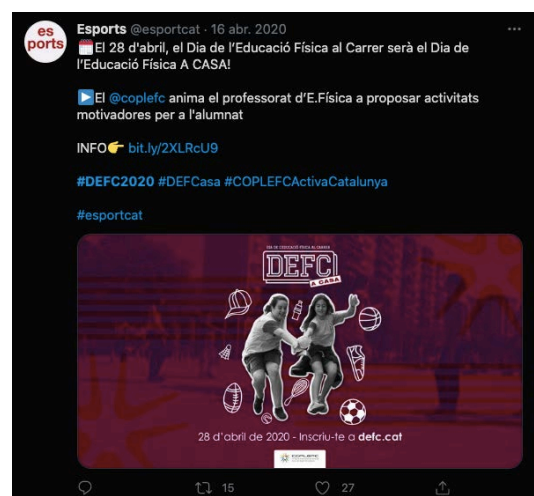 es
ports
Esports @esportcat · 16 abr. 2020
🗓️El 28 d'abril, el Dia de l'Educació Física al Carrer serà el Dia de
l'Educació Física A CASA!
▶️El @coplefc anima el professorat d'E.Física a proposar activitats
motivadores per a l'alumnat
INFO👉 bit.ly/2XLRcU9
#DEFC2020 #DEFCasa #COPLEFCActivaCatalunya
#esportcat
DIA DE L'EDUCACIÓ FÍSICA AL CARRER
DEFC
A CASA
28 d'abril de 2020 - Inscriu-te a defc.cat
COPLEFC
15 27